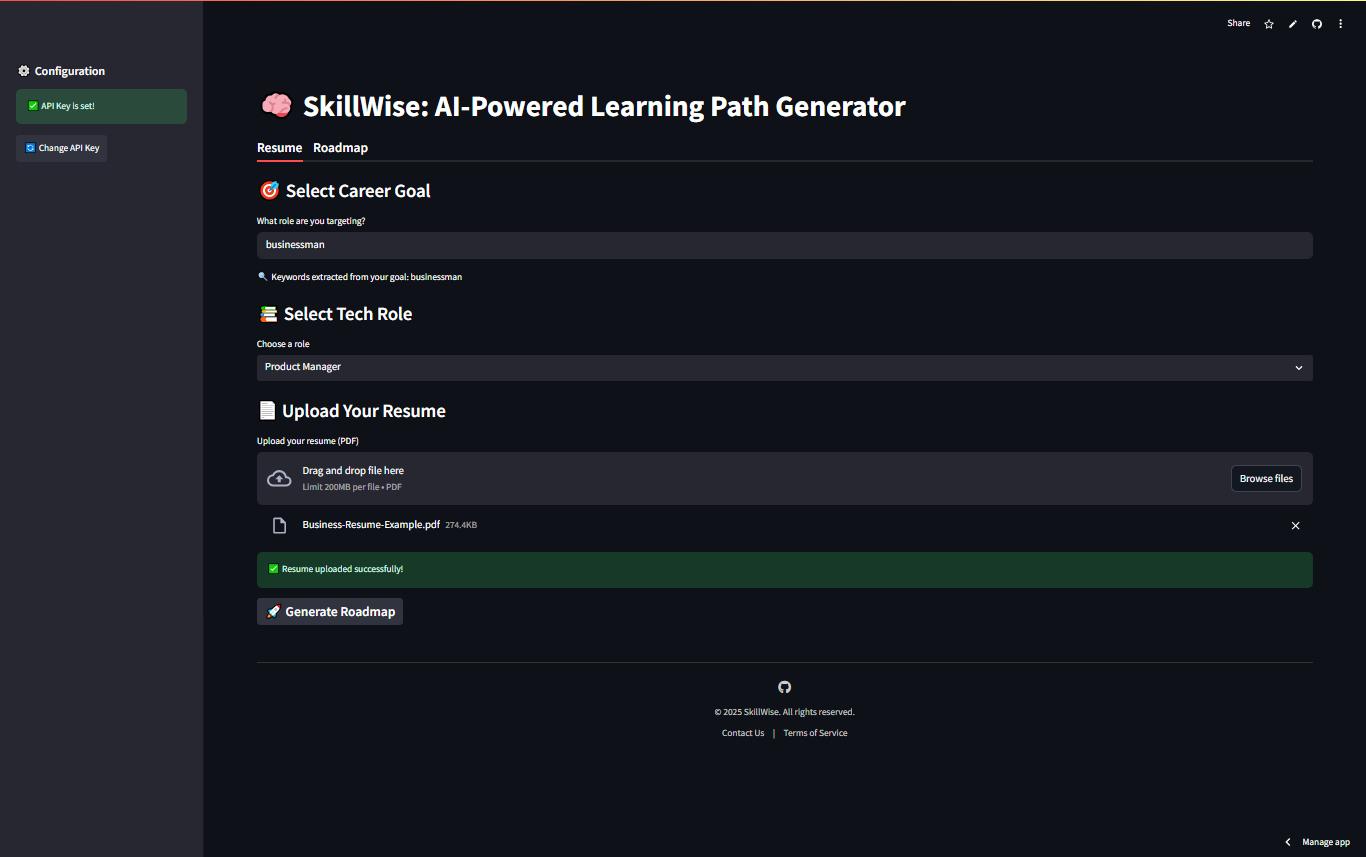 Share
Configuration
API Key is set!
Change API Key
SkillWise: AI-Powered Learning Path Generator
Resume Roadmap
Select Career Goal
What role are you targeting?
businessman
Keywords extracted from your goal: businessman
Select Tech Role
Choose a role
Product Manager
Upload Your Resume
Upload your resume (PDF)
Drag and drop file here
Limit 200MB per file • PDF
Browse files
Business-Resume-Example.pdf 274.4KB
Resume uploaded successfully!
Generate Roadmap
© 2025 SkillWise. All rights reserved.
Contact Us | Terms of Service
Manage app